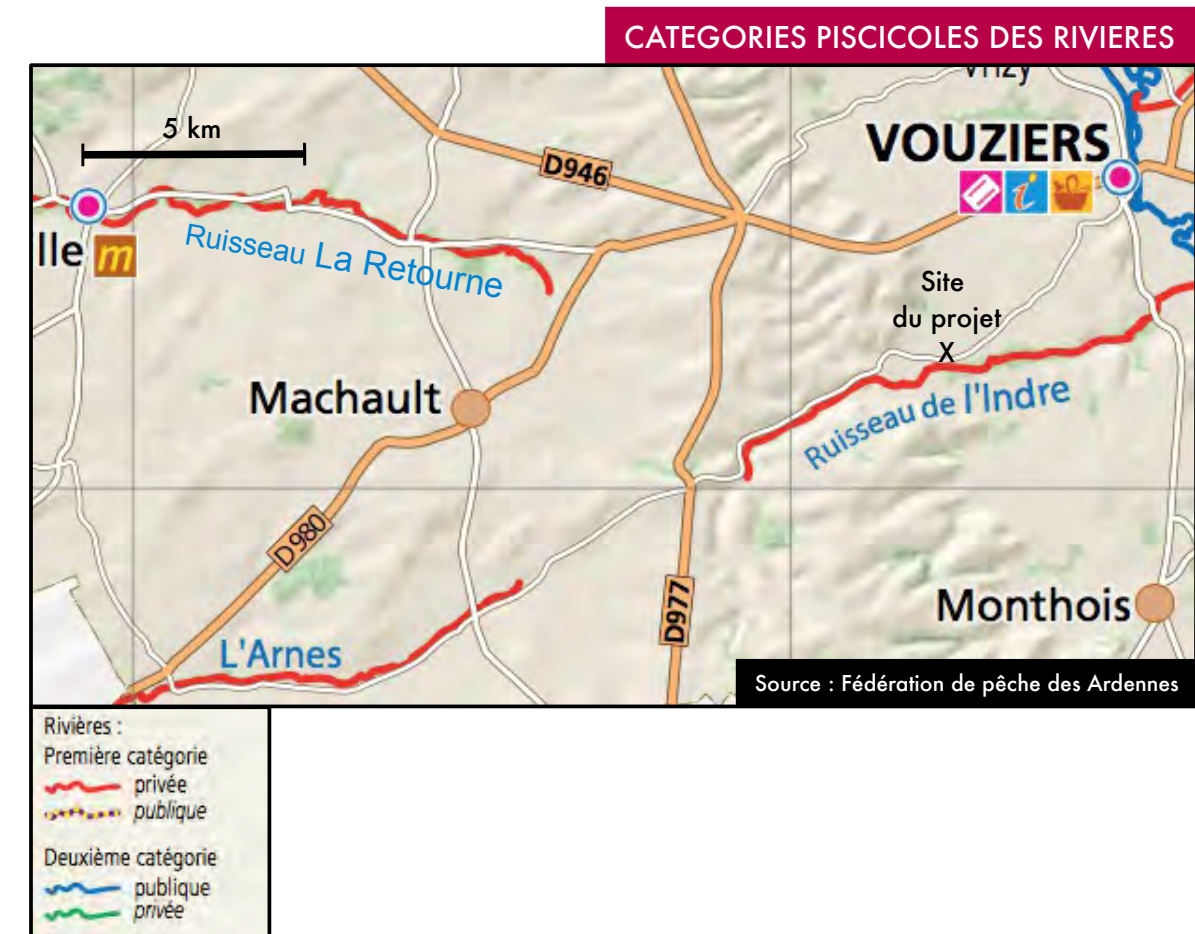 CATEGORIES PISCICOLES DES RIVIERES
Vrizy
5 km
VOUZIERS
D946
i
lle m
Ruisseau La Retourne
Site
du projet
X
Machault
Ruisseau de l'Indre
D980
D977
Monthois
L'Arnes
Source : Fédération de pêche des Ardennes
Rivières :
Première catégorie
privée
publique
Deuxième catégorie
publique
privée